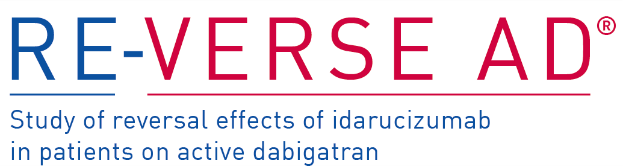 RE-VERSE AD®
Study of reversal effects of idarucizumab
in patients on active dabigatran